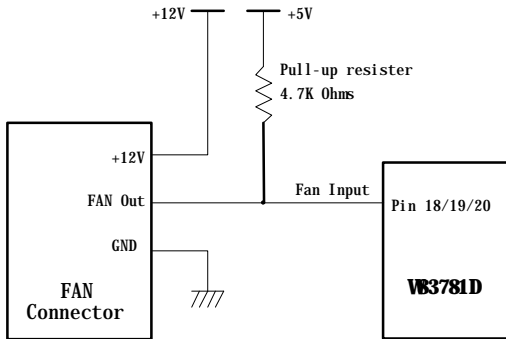 +12V
+5V
Pull-up resister
4.7K Ohms
+12V
FAN Out
Fan Input
Pin 18/19/20
GND
FAN
Connector
W83781D